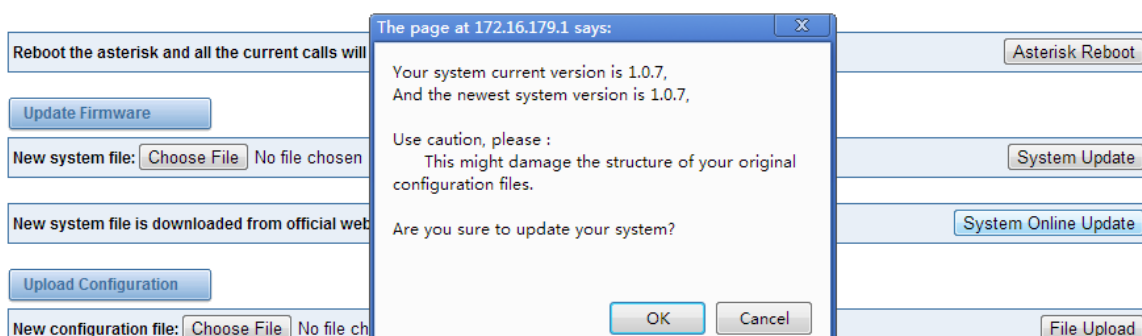 The page at 172.16.179.1 says:
X
Reboot the asterisk and all the current calls will
Asterisk Reboot
Your system current version is 1.0.7,
And the newest system version is 1.0.7,
Update Firmware
Use caution, please :
This might damage the structure of your original
configuration files.
New system file: Choose File No file chosen
System Update
New system file is downloaded from official web
Are you sure to update your system?
System Online Update
Upload Configuration
OK
Cancel
New configuration file: Choose File No file ch
File Upload